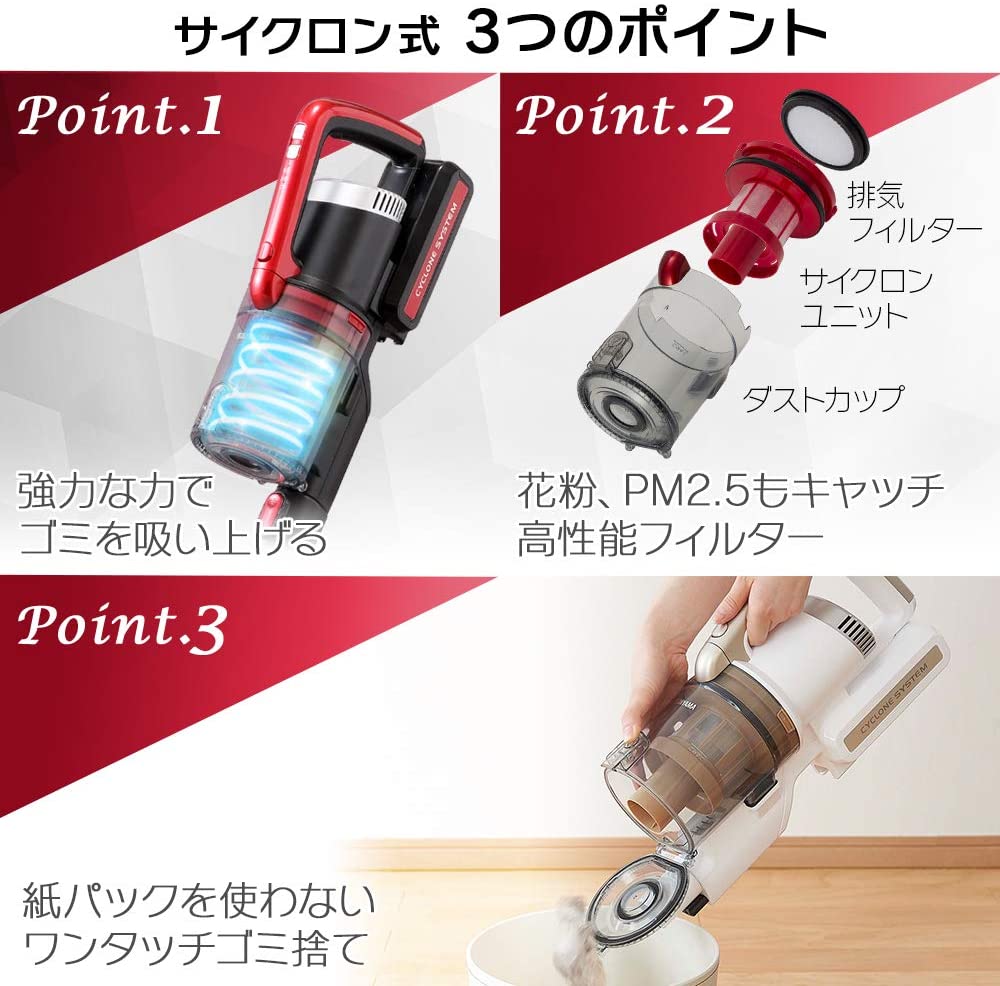 サイクロン式 3つのポイント
Point.1
CYCLONE SYSTEM
強力な力で
ゴミを吸い上げる
Point.2
排気
フィルター
サイクロン
ユニット
ダストカップ
花粉、PM2.5もキャッチ
高性能フィルター
Point.3
CYCLONE SYSTEM
紙パックを使わない
ワンタッチゴミ捨て